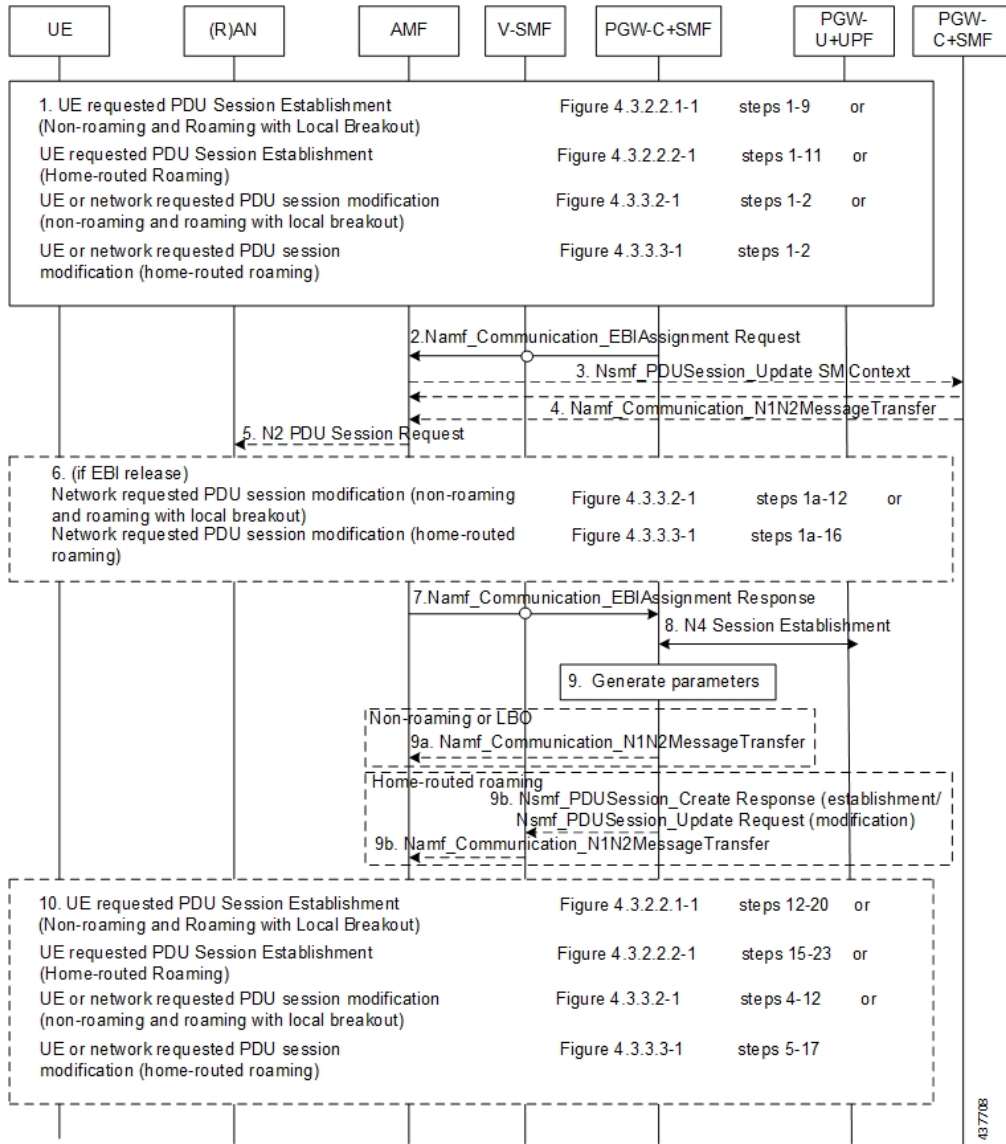 UE
(R)AN
AMF
V-SMF
PGW-C+SMF
PGW-
U+UPF
PGW-
C+SMF
1. UE requested PDU Session Establishment Figure 4.3.2.2.1-1 steps 1-9 or
(Non-roaming and Roaming with Local Breakout)
UE requested PDU Session Establishment Figure 4.3.2.2.2-1 steps 1-11 or
(Home-routed Roaming)
UE or network requested PDU session modification Figure 4.3.3.2-1 steps 1-2 or
(non-roaming and roaming with local breakout)
UE or network requested PDU session Figure 4.3.3.3-1 steps 1-2
modification (home-routed roaming)
2.Namf_Communication_EBIAssignment Request
3. Nsmf_PDUSession_Update SM Context
4. Namf_Communication_N1N2MessageTransfer
5. N2 PDU Session Request
6. (if EBI release)
Network requested PDU session modification (non-roaming Figure 4.3.3.2-1 steps 1a-12 or
and roaming with local breakout)
Network requested PDU session modification (home-routed Figure 4.3.3.3-1 steps 1a-16
roaming)
7.Namf_Communication_EBIAssignment Response
8. N4 Session Establishment
9. Generate parameters
Non-roaming or LBO
9a. Namf_Communication_N1N2MessageTransfer
Home-routed roaming
9b. Nsmf_PDUSession_Create Response (establishment/
Nsmf_PDUSession_Update Request (modification)
9b. Namf_Communication_N1N2MessageTransfer
10. UE requested PDU Session Establishment Figure 4.3.2.2.1-1 steps 12-20 or
(Non-roaming and Roaming with Local Breakout)
UE requested PDU Session Establishment Figure 4.3.2.2.2-1 steps 15-23 or
(Home-routed Roaming)
UE or network requested PDU session modification Figure 4.3.3.2-1 steps 4-12 or
(non-roaming and roaming with local breakout)
UE or network requested PDU session Figure 4.3.3.3-1 steps 5-17
modification (home-routed roaming)
437708